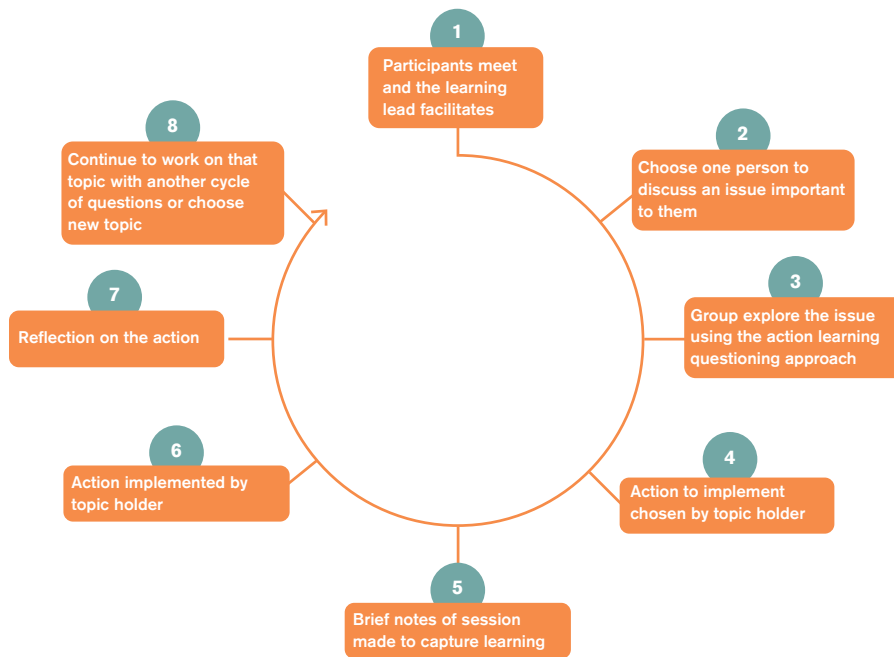 1
Participants meet
and the learning
lead facilitates
2
Choose one person to
discuss an issue important
to them
3
Group explore the issue
using the action learning
questioning approach
4
Action to implement
chosen by topic holder
5
Brief notes of session
made to capture learning
6
Action implemented by
topic holder
7
Reflection on the action
8
Continue to work on that
topic with another cycle
of questions or choose
new topic